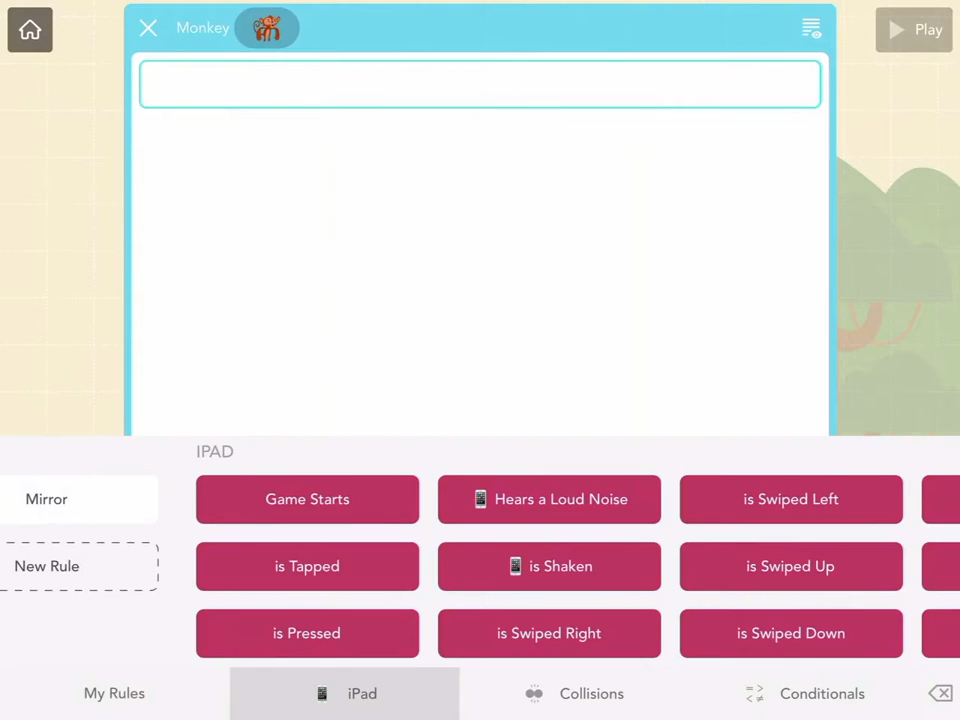 Monkey
Play
IPAD
Mirror
Game Starts
Hears a Loud Noise
is Swiped Left
New Rule
is Tapped
is Shaken
is Swiped Up
is Pressed
is Swiped Right
is Swiped Down
My Rules
iPad
Collisions
Conditionals